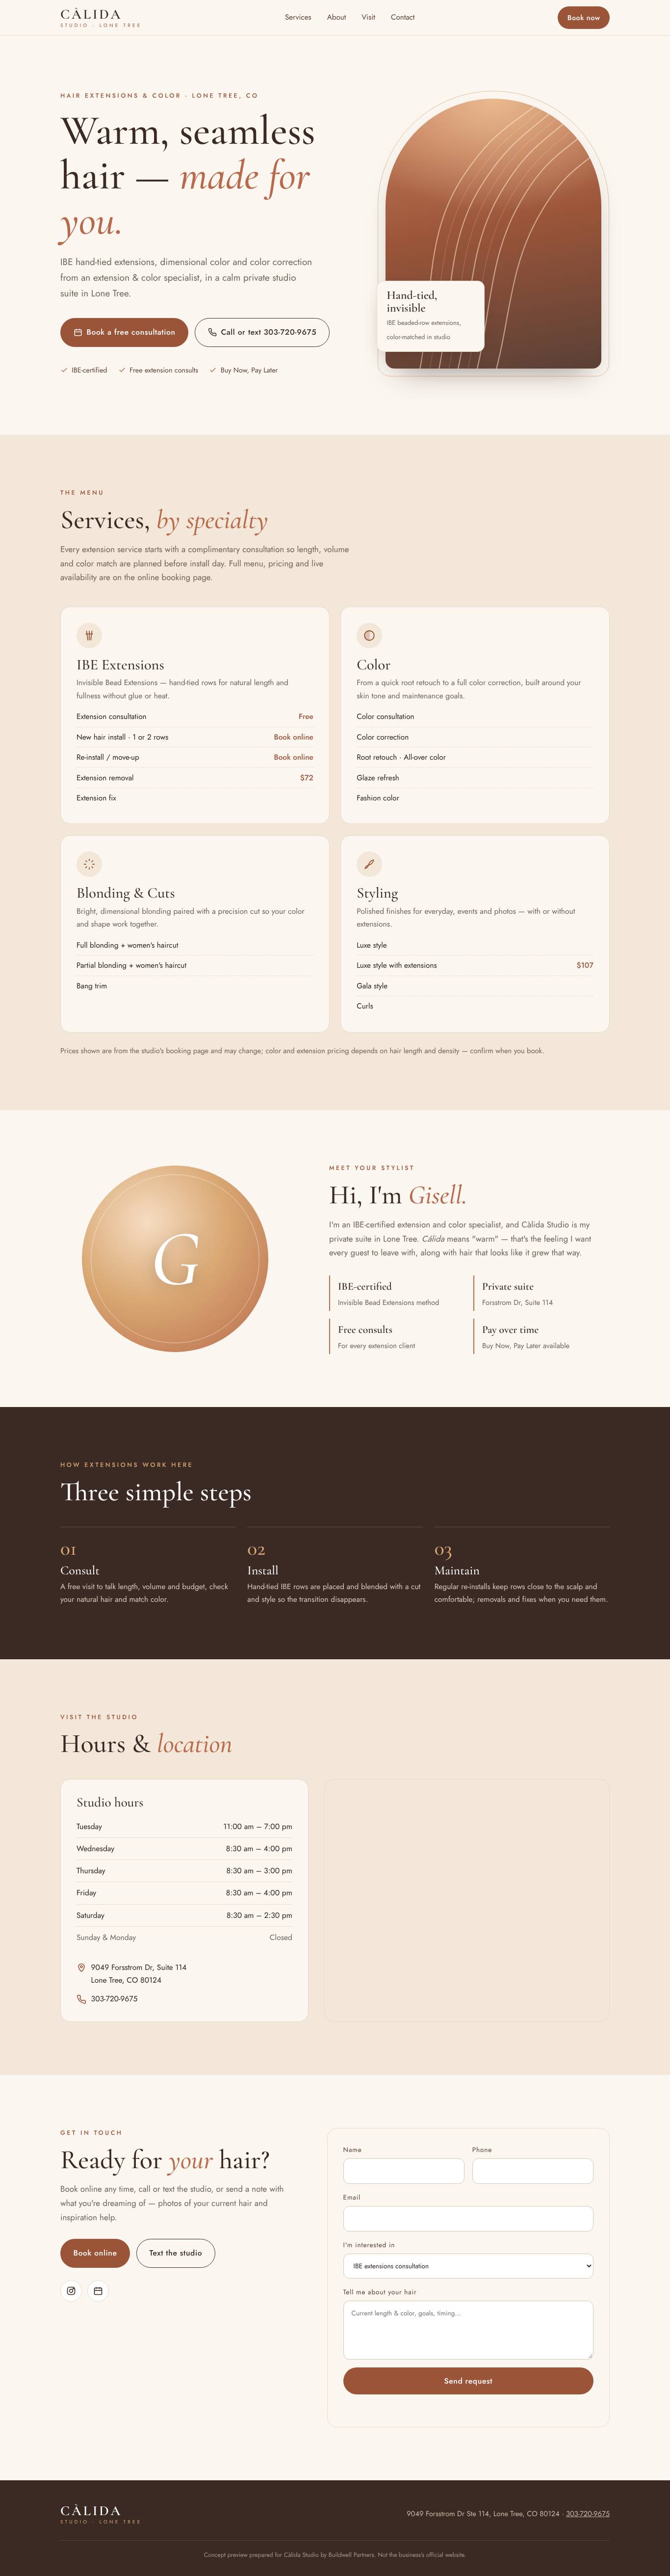 CÀLIDA
STUDIO · LONE TREE
Services
About
Visit
Contact
Book now
HAIR EXTENSIONS & COLOR · LONE TREE, CO
Warm, seamless
hair — made for
you.
IBE hand-tied extensions, dimensional color and color correction
from an extension & color specialist, in a calm private studio
suite in Lone Tree.
Book a free consultation
Call or text 303-720-9675
IBE-certified
Free extension consults
Buy Now, Pay Later
Hand-tied,
invisible
IBE beaded-row extensions,
color-matched in studio
THE MENU
Services, by specialty
Every extension service starts with a complimentary consultation so length, volume
and color match are planned before install day. Full menu, pricing and live
availability are on the online booking page.
IBE Extensions
Invisible Bead Extensions — hand-tied rows for natural length and
fullness without glue or heat.
Extension consultation Free
New hair install · 1 or 2 rows Book online
Re-install / move-up Book online
Extension removal $72
Extension fix
Color
From a quick root retouch to a full color correction, built around your
skin tone and maintenance goals.
Color consultation
Color correction
Root retouch · All-over color
Glaze refresh
Fashion color
Blonding & Cuts
Bright, dimensional blonding paired with a precision cut so your color
and shape work together.
Full blonding + women's haircut
Partial blonding + women's haircut
Bang trim
Styling
Polished finishes for everyday, events and photos — with or without
extensions.
Luxe style
Luxe style with extensions $107
Gala style
Curls
Prices shown are from the studio's booking page and may change; color and extension pricing depends on hair length and density — confirm when you book.
G
MEET YOUR STYLIST
Hi, I'm Gisell.
I'm an IBE-certified extension and color specialist, and Càlida Studio is my
private suite in Lone Tree. Cálida means "warm" — that's the feeling I want
every guest to leave with, along with hair that looks like it grew that way.
IBE-certified
Invisible Bead Extensions method
Private suite
Forsstrom Dr, Suite 114
Free consults
For every extension client
Pay over time
Buy Now, Pay Later available
HOW EXTENSIONS WORK HERE
Three simple steps
01
Consult
A free visit to talk length, volume and budget, check
your natural hair and match color.
02
Install
Hand-tied IBE rows are placed and blended with a cut
and style so the transition disappears.
03
Maintain
Regular re-installs keep rows close to the scalp and
comfortable; removals and fixes when you need them.
VISIT THE STUDIO
Hours & location
Studio hours
Tuesday 11:00 am – 7:00 pm
Wednesday 8:30 am – 4:00 pm
Thursday 8:30 am – 3:00 pm
Friday 8:30 am – 4:00 pm
Saturday 8:30 am – 2:30 pm
Sunday & Monday Closed
9049 Forsstrom Dr, Suite 114
Lone Tree, CO 80124
303-720-9675
GET IN TOUCH
Ready for your hair?
Book online any time, call or text the studio, or send a note with
what you're dreaming of — photos of your current hair and
inspiration help.
Book online
Text the studio
Name
Phone
Email
I'm interested in
IBE extensions consultation
Tell me about your hair
Current length & color, goals, timing...
Send request
CÀLIDA
STUDIO · LONE TREE
9049 Forsstrom Dr Ste 114, Lone Tree, CO 80124 · 303-720-9675
Concept preview prepared for Càlida Studio by Buildwell Partners. Not the business's official website.